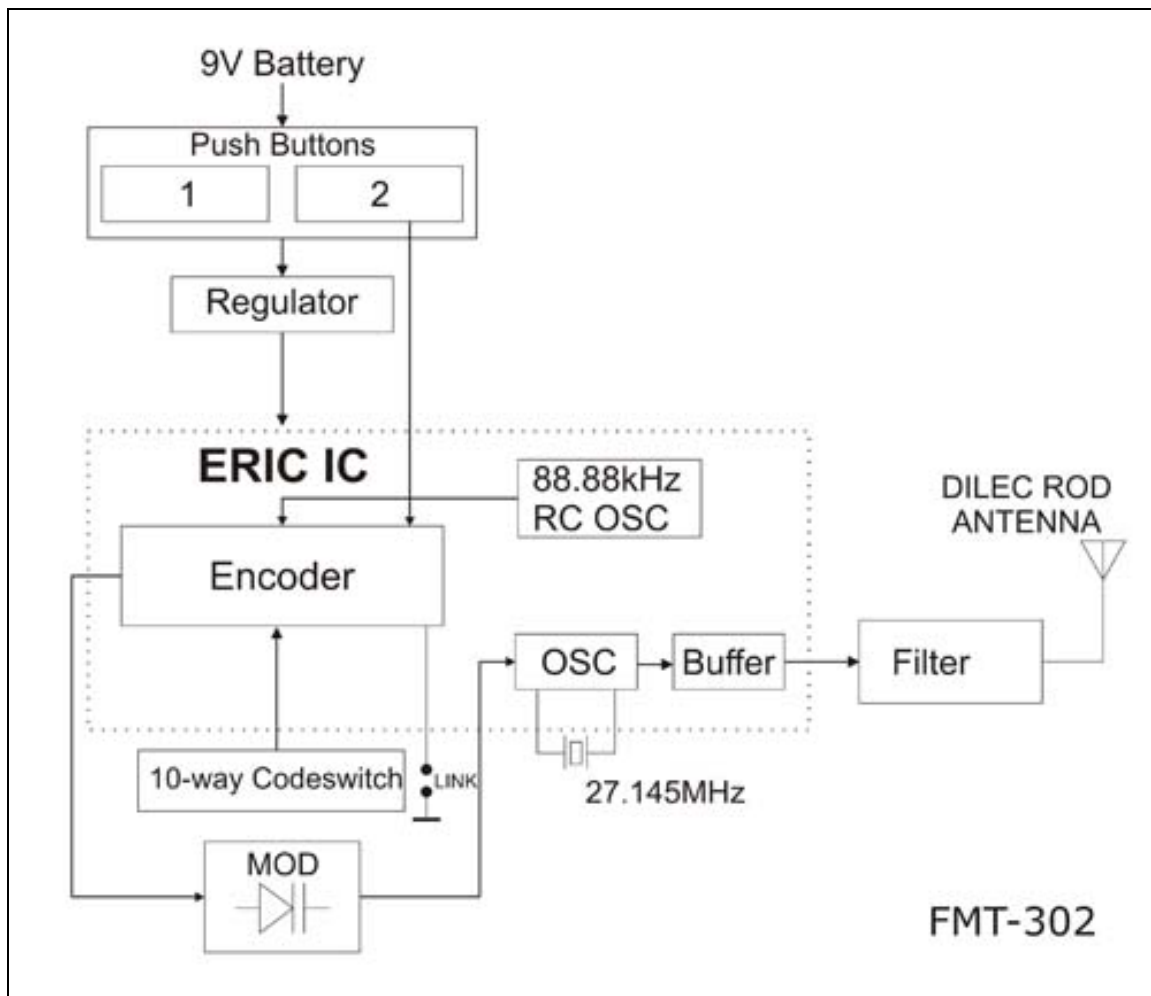 9V Battery
Push Buttons
1
2
Regulator
ERIC IC
88.88kHz
RC OSC
DILEC ROD
ANTENNA
Encoder
OSC
Buffer
Filter
10-way Codeswitch
LINK
27.145MHz
MOD
FMT-302